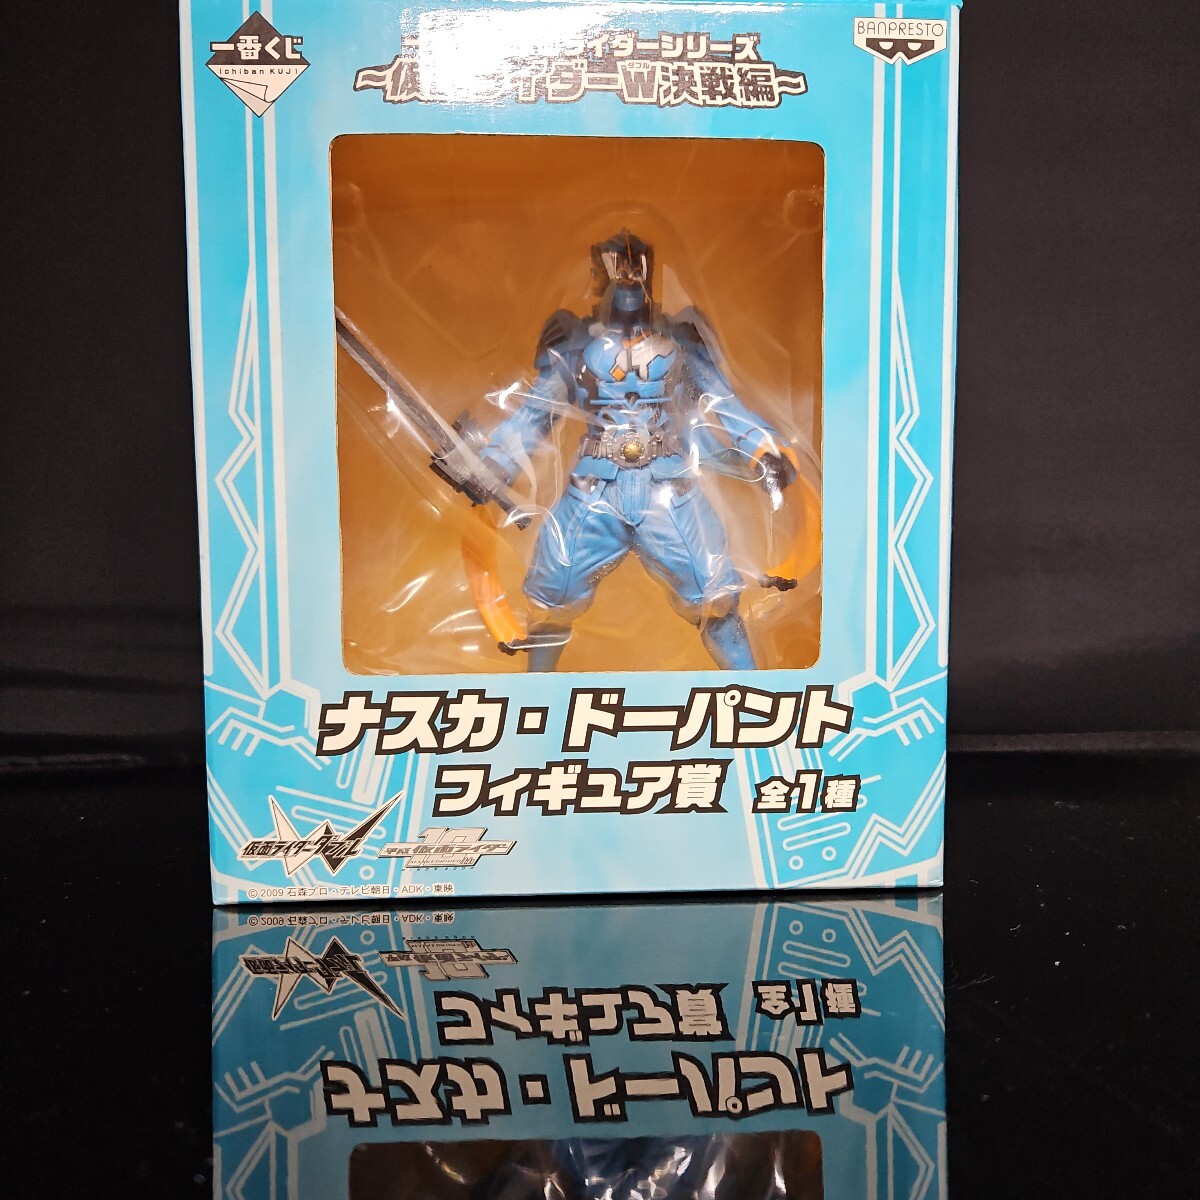 一番くじ
Ichiban KUJI
BANPRESTO
ライダーシリーズ
ダブル
～仮面ライダーW決戦編～
ナスカ・ドーパント
フィギュア賞 全1種
仮面ライダーダブル
平成 仮面ライダー
10
© 2009 石森プロ・テレビ朝日・ADK・東映